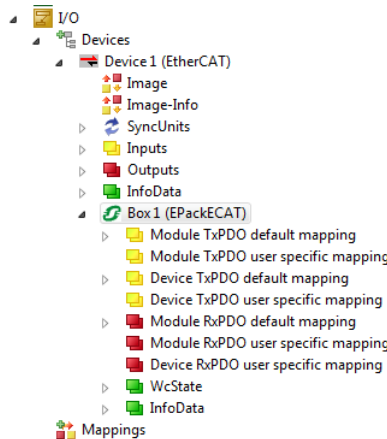 I/O
Devices
Device 1 (EtherCAT)
Image
Image-Info
SyncUnits
Inputs
Outputs
InfoData
Box 1 (EPackECAT)
Module TxPDO default mapping
Module TxPDO user specific mapping
Device TxPDO default mapping
Device TxPDO user specific mapping
Module RxPDO default mapping
Module RxPDO user specific mapping
Device RxPDO user specific mapping
WcState
InfoData
Mappings